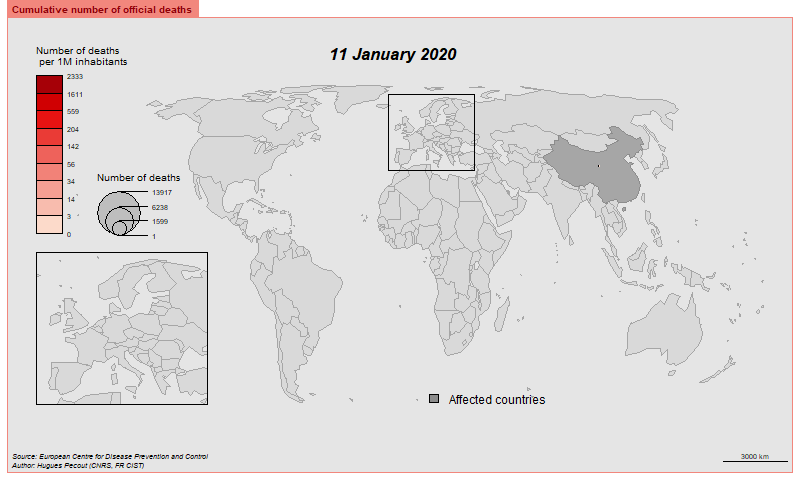 Cumulative number of official deaths
11 January 2020
Number of deaths
per 1M inhabitants
2333
1611
559
204
142
56
34
14
3
0
Number of deaths
13917
6238
1599
1
Affected countries
Source: European Centre for Disease Prevention and Control
Author: Hugues Pecout (CNRS, FR CIST)
3000 km